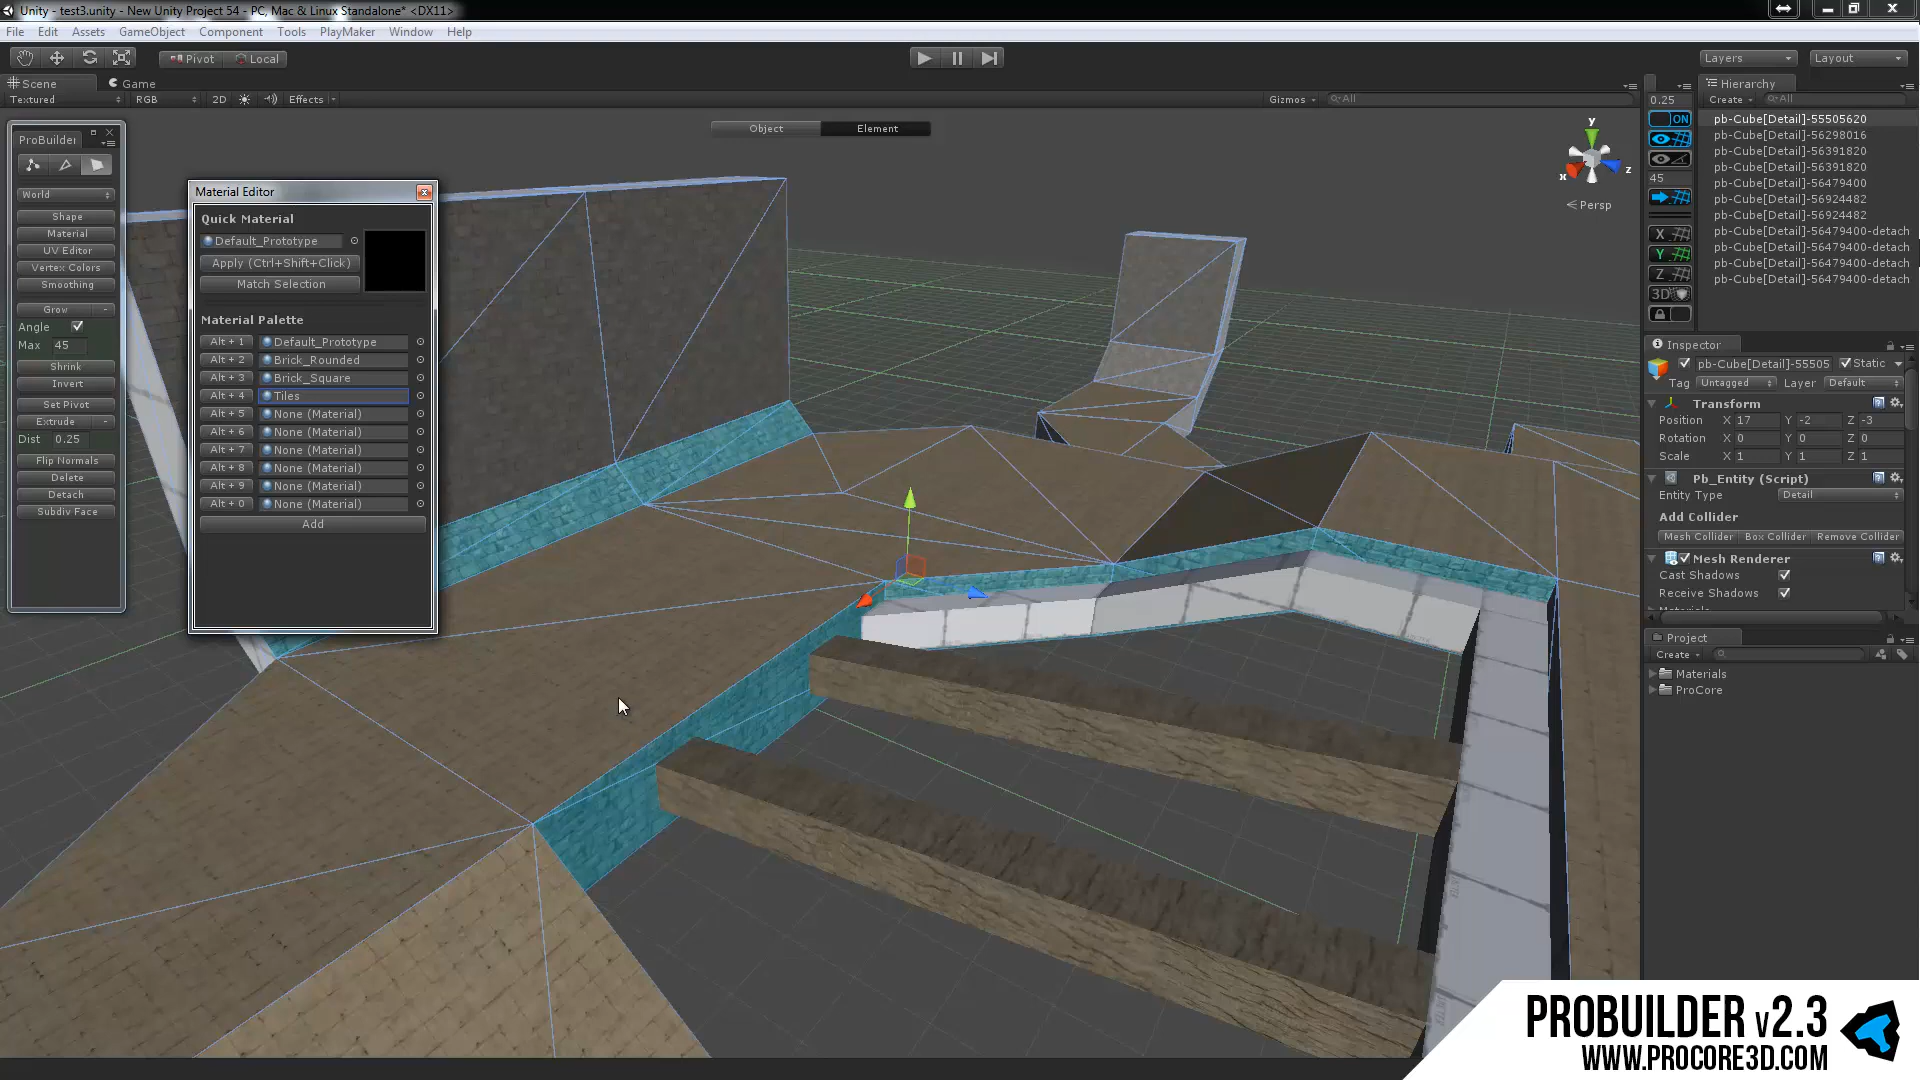 Unity - test3.unity - New Unity Project 54 - PC, Mac & Linux Standalone* <DX11>
File Edit Assets GameObject Component Tools PlayMaker Window Help
Pivot Local
Layers Layout
Scene Game
Textured RGB 2D Effects Gizmos All
Object Element
ProBuilder
World
Shape
Material
UV Editor
Vertex Colors
Smoothing
Grow -
Angle
Max 45
Shrink
Invert
Set Pivot
Extrude -
Dist 0.25
Flip Normals
Delete
Detach
Subdiv Face
Material Editor
Quick Material
Default_Prototype
Apply (Ctrl+Shift+Click)
Match Selection
Material Palette
Alt + 1 Default_Prototype
Alt + 2 Brick_Rounded
Alt + 3 Brick_Square
Alt + 4 Tiles
Alt + 5 None (Material)
Alt + 6 None (Material)
Alt + 7 None (Material)
Alt + 8 None (Material)
Alt + 9 None (Material)
Alt + 0 None (Material)
Add
y
x
z
Persp
0.25
ON
45
X
Y
Z
3D
Hierarchy
Create All
pb-Cube[Detail]-55505620
pb-Cube[Detail]-56298016
pb-Cube[Detail]-56391820
pb-Cube[Detail]-56391820
pb-Cube[Detail]-56479400
pb-Cube[Detail]-56924482
pb-Cube[Detail]-56924482
pb-Cube[Detail]-56479400-detach
pb-Cube[Detail]-56479400-detach
pb-Cube[Detail]-56479400-detach
pb-Cube[Detail]-56479400-detach
Inspector
pb-Cube[Detail]-55505 Static
Tag Untagged Layer Default
Transform
Position X 17 Y -2 Z -3
Rotation X 0 Y 0 Z 0
Scale X 1 Y 1 Z 1
Pb_Entity (Script)
Entity Type Detail
Add Collider
Mesh Collider Box Collider Remove Collider
Mesh Renderer
Cast Shadows
Receive Shadows
Project
Create
Materials
ProCore
PROBUILDER v2.3
WWW.PROCORE3D.COM